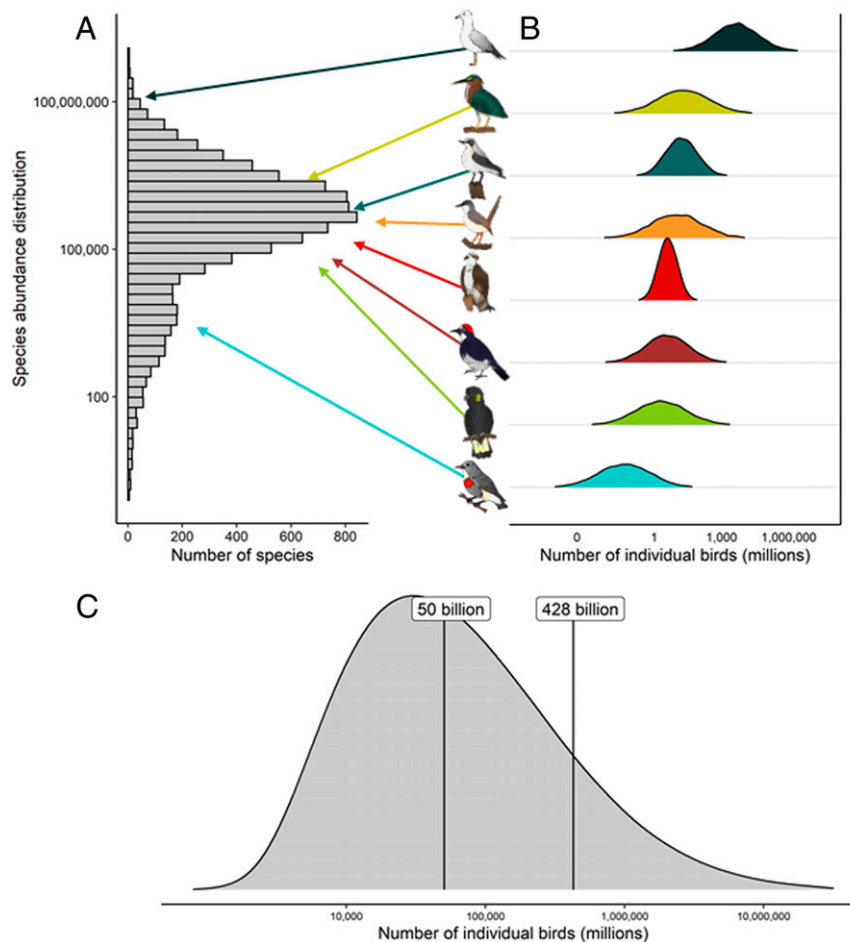 A
B
Species abundance distribution
100,000,000
100,000
100
0 200 400 600 800
Number of species
0 1 1,000 1,000,000
Number of individual birds (millions)
C
50 billion
428 billion
10,000 100,000 1,000,000 10,000,000
Number of individual birds (millions)